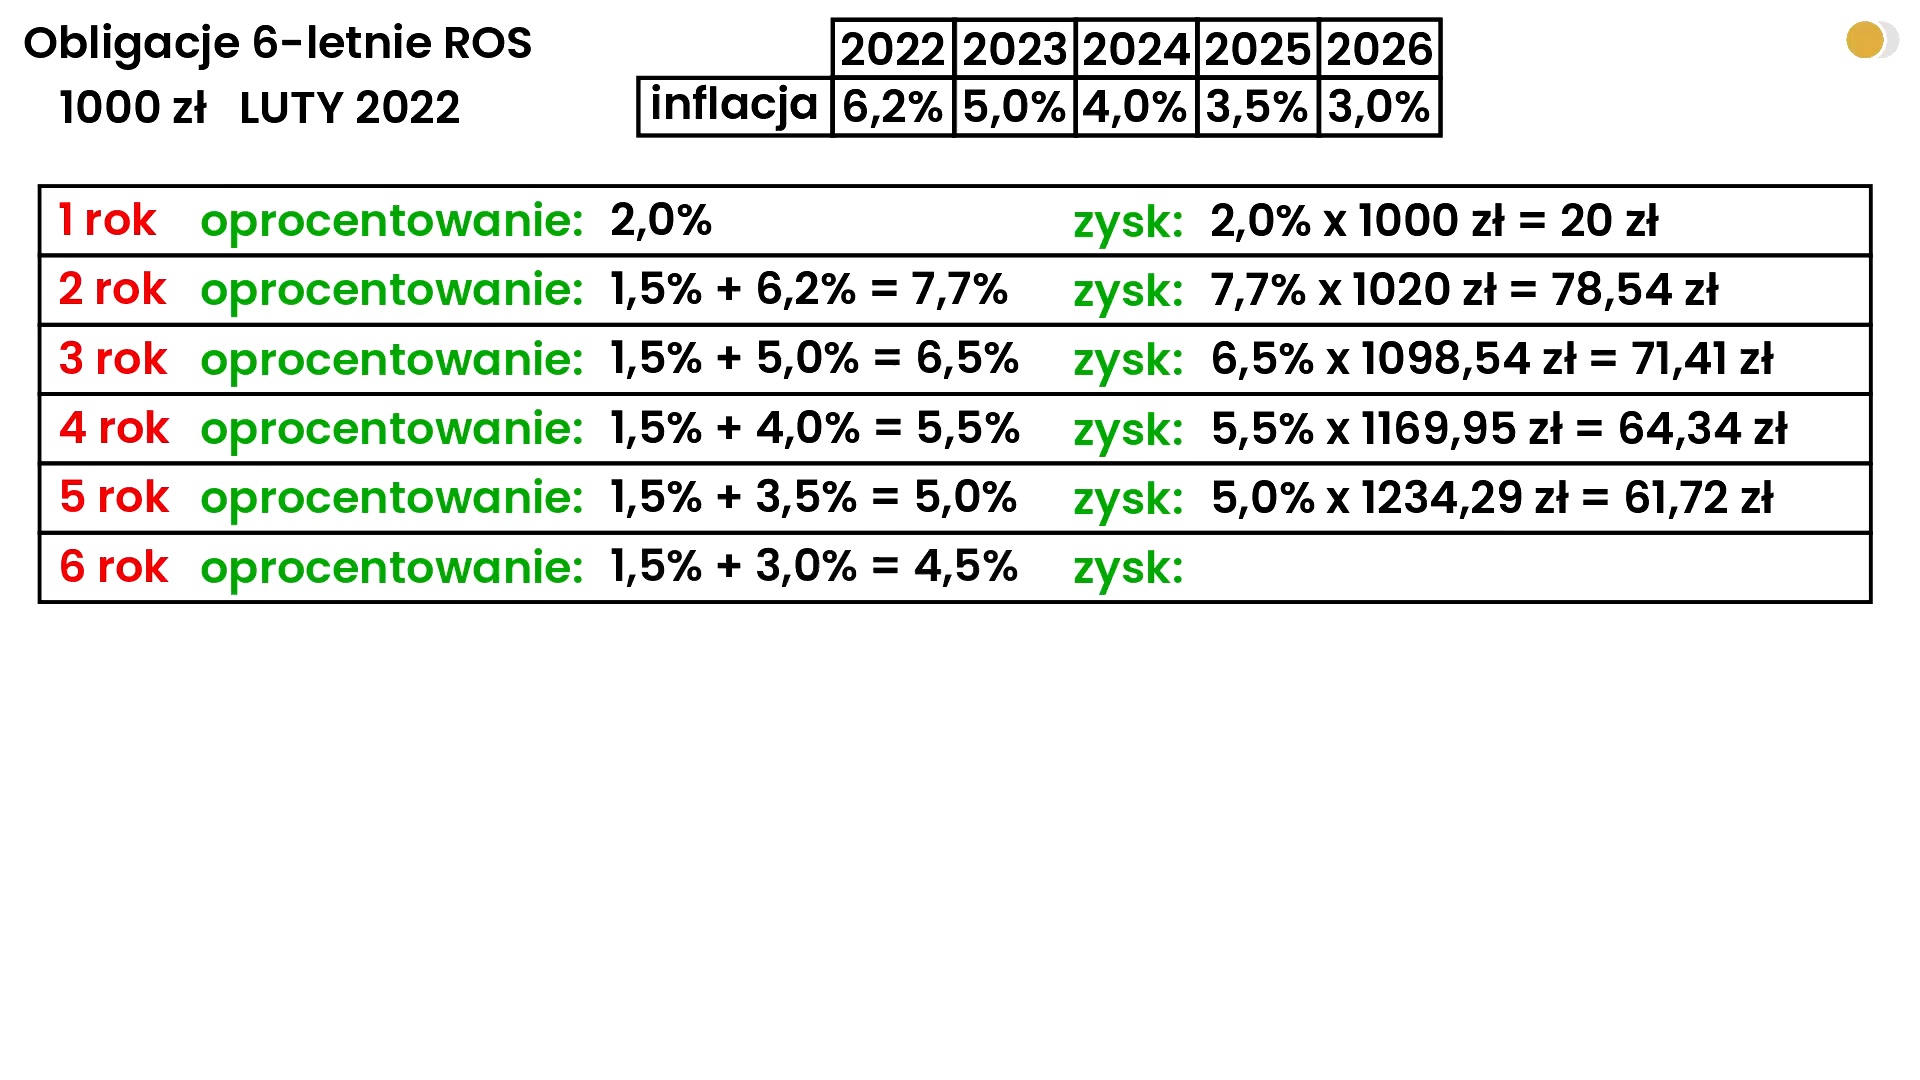 Obligacje 6-letnie ROS
1000 zł LUTY 2022
2022 2023 2024 2025 2026
inflacja 6,2% 5,0% 4,0% 3,5% 3,0%
1 rok oprocentowanie: 2,0% zysk: 2,0% x 1000 zł = 20 zł
2 rok oprocentowanie: 1,5% + 6,2% = 7,7% zysk: 7,7% x 1020 zł = 78,54 zł
3 rok oprocentowanie: 1,5% + 5,0% = 6,5% zysk: 6,5% x 1098,54 zł = 71,41 zł
4 rok oprocentowanie: 1,5% + 4,0% = 5,5% zysk: 5,5% x 1169,95 zł = 64,34 zł
5 rok oprocentowanie: 1,5% + 3,5% = 5,0% zysk: 5,0% x 1234,29 zł = 61,72 zł
6 rok oprocentowanie: 1,5% + 3,0% = 4,5% zysk: